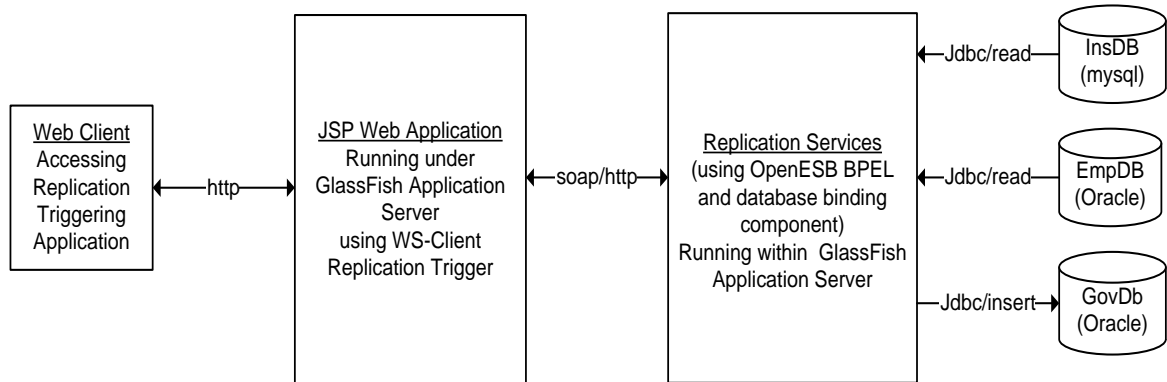 Web Client
Accessing
Replication
Triggering
Application
http
JSP Web Application
Running under
GlassFish Application
Server
using WS-Client
Replication Trigger
soap/http
Replication Services
(using OpenESB BPEL
and database binding
component)
Running within GlassFish
Application Server
Jdbc/read
InsDB
(mysql)
Jdbc/read
EmpDB
(Oracle)
Jdbc/insert
GovDb
(Oracle)